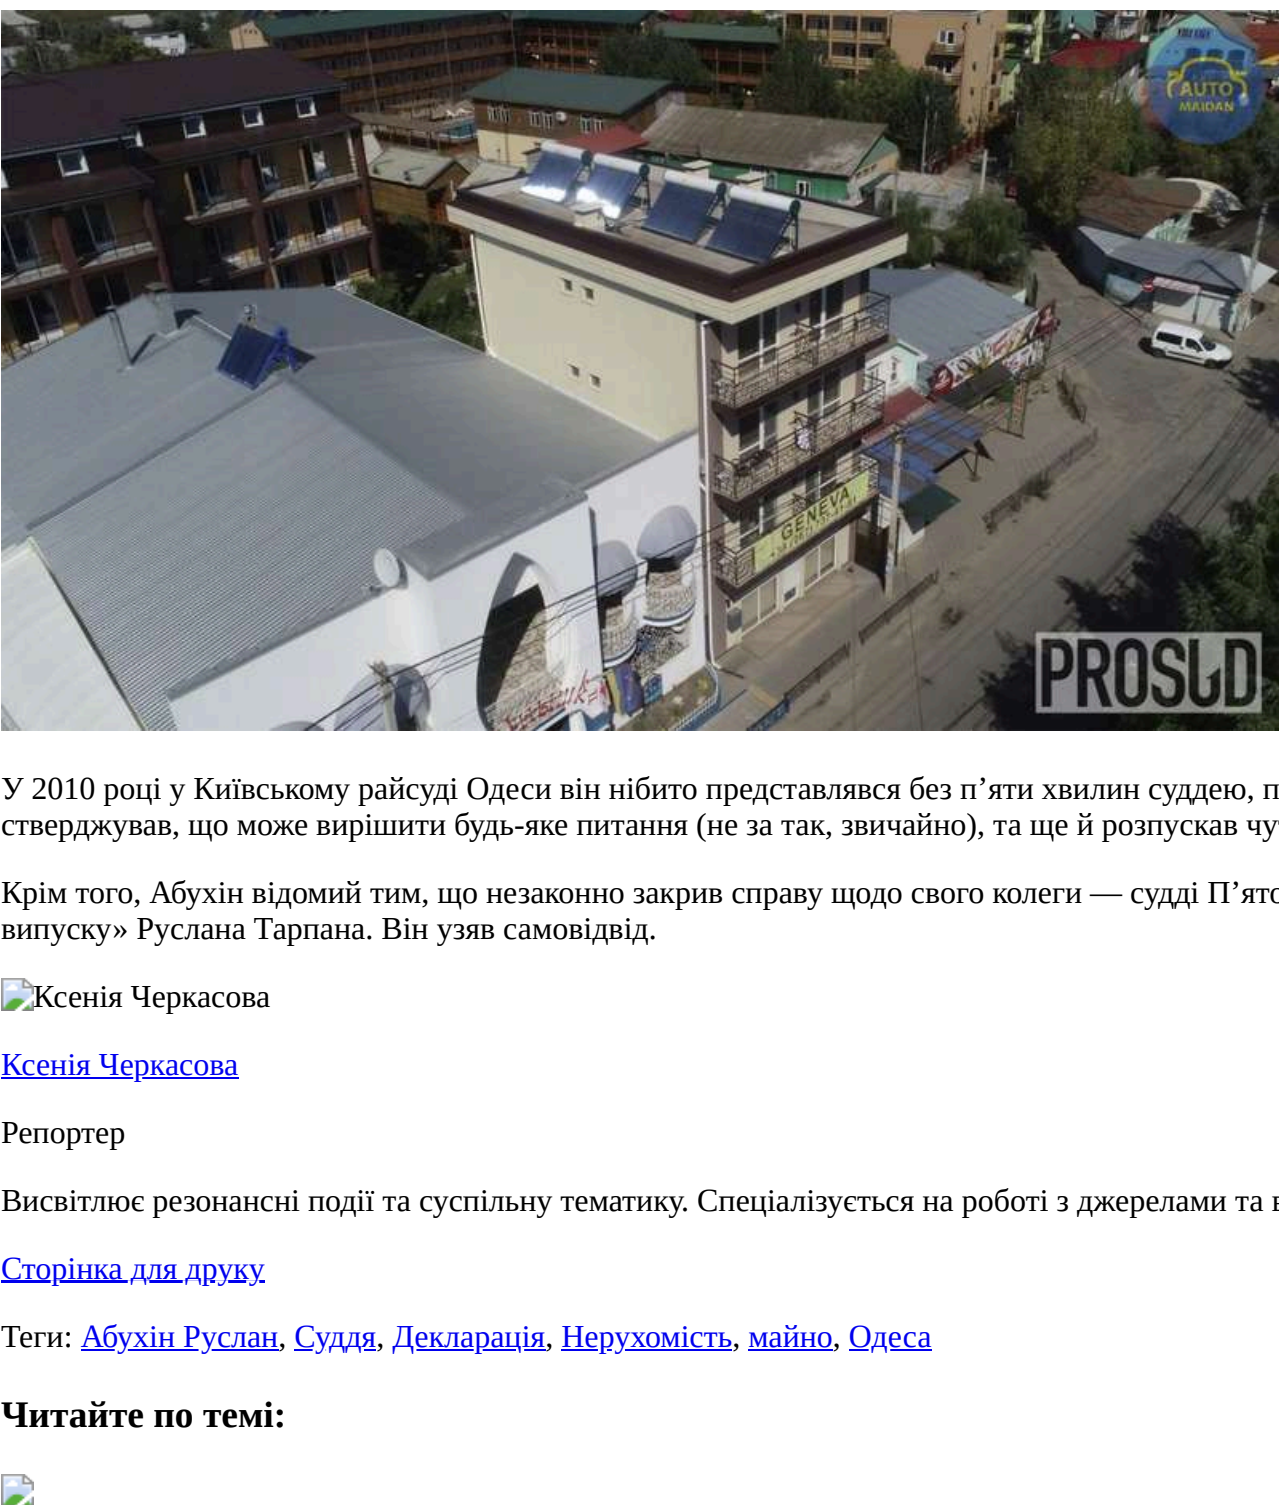 AUTO
MAIDAN
GENEVA
PROSUD
У 2010 році у Київському райсуді Одеси він нібито представлявся без п’яти хвилин суддею, п
стверджував, що може вирішити будь-яке питання (не за так, звичайно), та ще й розпускав чу
Крім того, Абухін відомий тим, що незаконно закрив справу щодо свого колеги — судді П’ято
випуску» Руслана Тарпана. Він узяв самовідвід.
Ксенія Черкасова
Ксенія Черкасова
Репортер
Висвітлює резонансні події та суспільну тематику. Спеціалізується на роботі з джерелами та в
Сторінка для друку
Теги: Абухін Руслан, Суддя, Декларація, Нерухомість, майно, Одеса
Читайте по темі: